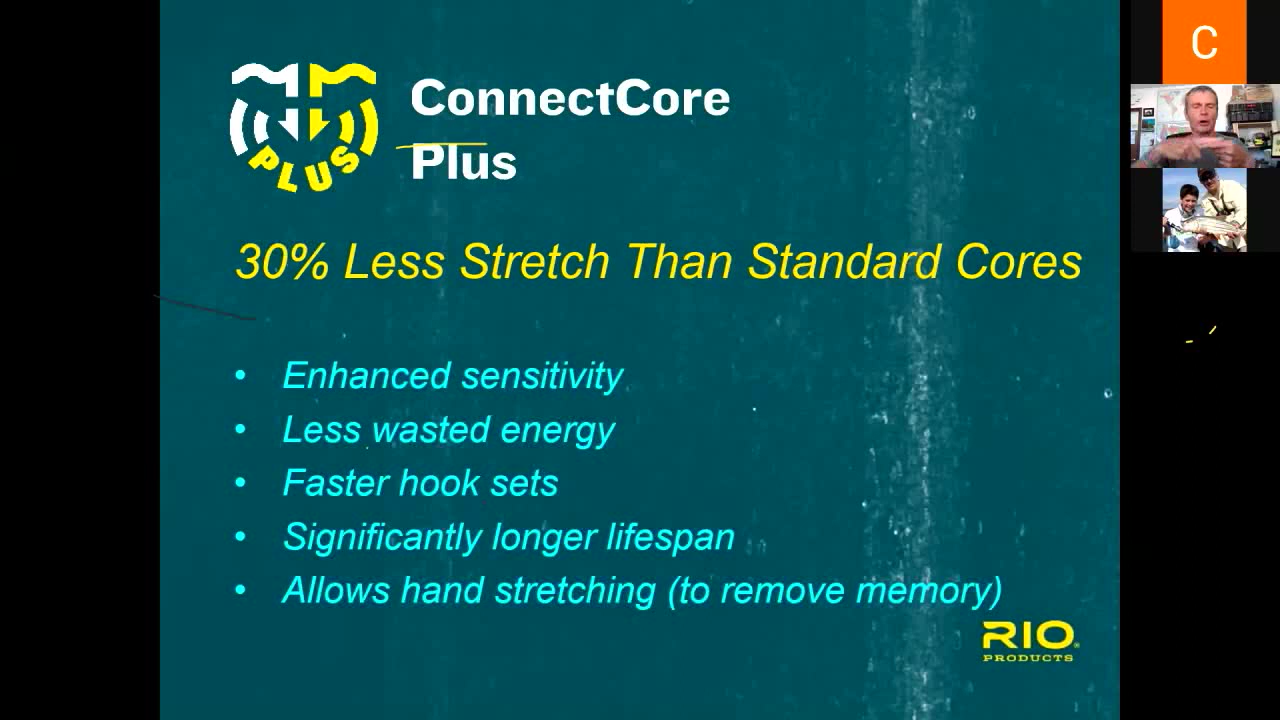 ConnectCore
Plus
PLUS
30% Less Stretch Than Standard Cores
• Enhanced sensitivity
• Less wasted energy
• Faster hook sets
• Significantly longer lifespan
• Allows hand stretching (to remove memory)
RIO
PRODUCTS
C